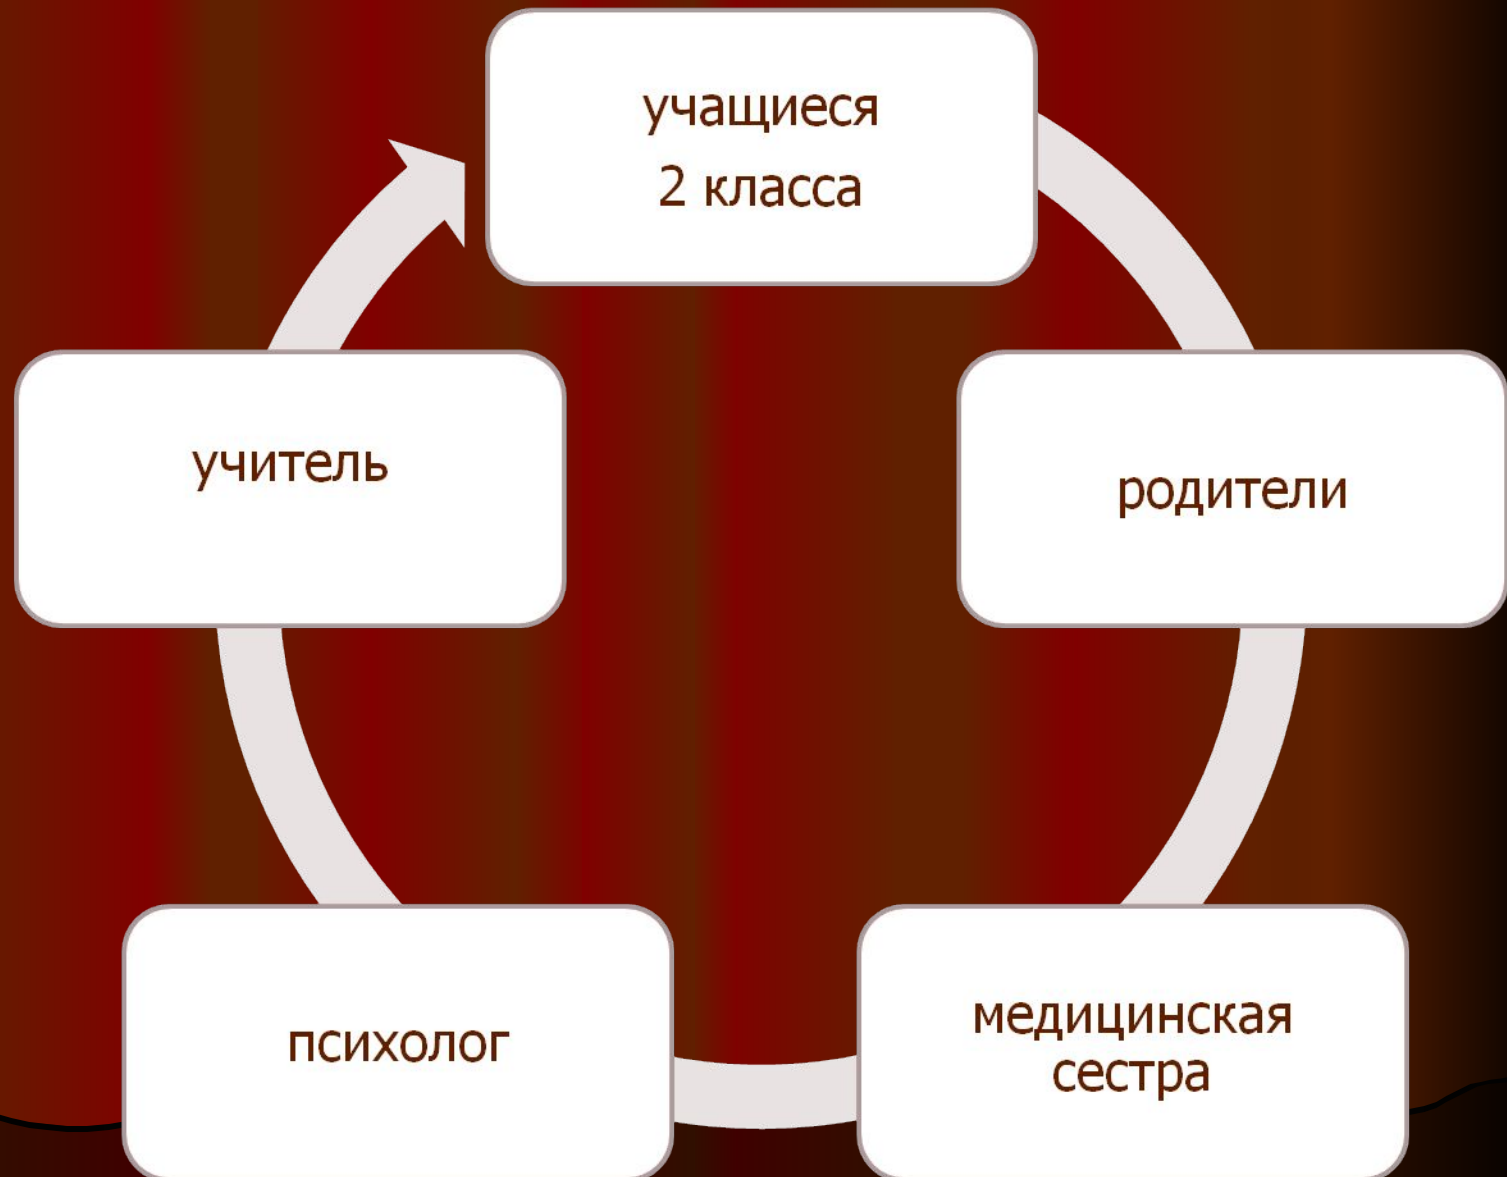 учащиеся
2 класса
учитель
родители
психолог
медицинская
сестра